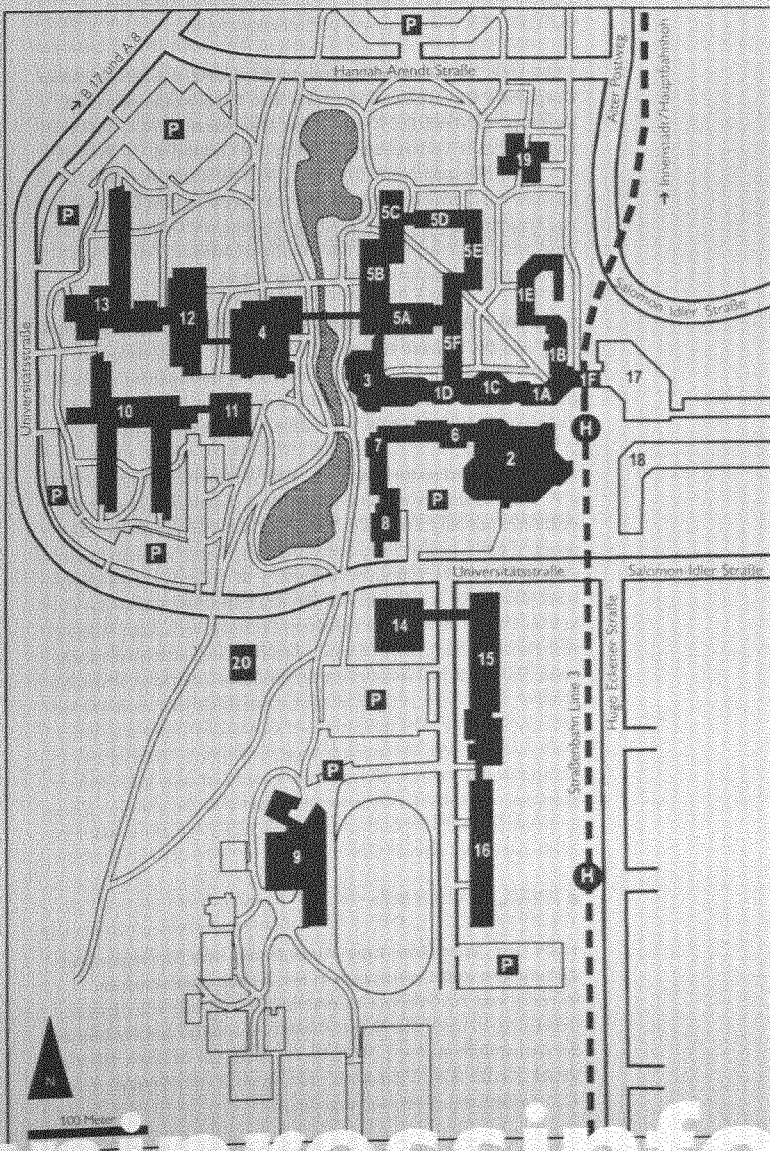 P
Hannah Arendt Straße
→ B 17 und A 8
Alter Postweg
→ Innenstadt/Hauptbahnhof
P
19
P
5C
5D
5E
5B
1E
Salomon Idler Straße
13
12
4
5A
5F
1B
Universitätsstraße
3
1D
1C
1A
1F
17
10
11
H
7
6
2
18
P
P
8
P
Universitätsstraße
Salomon Idler Straße
14
15
20
P
Straßenbahn Linie 3
Hugo Eckener Straße
P
9
16
H
P
N
100 Meter